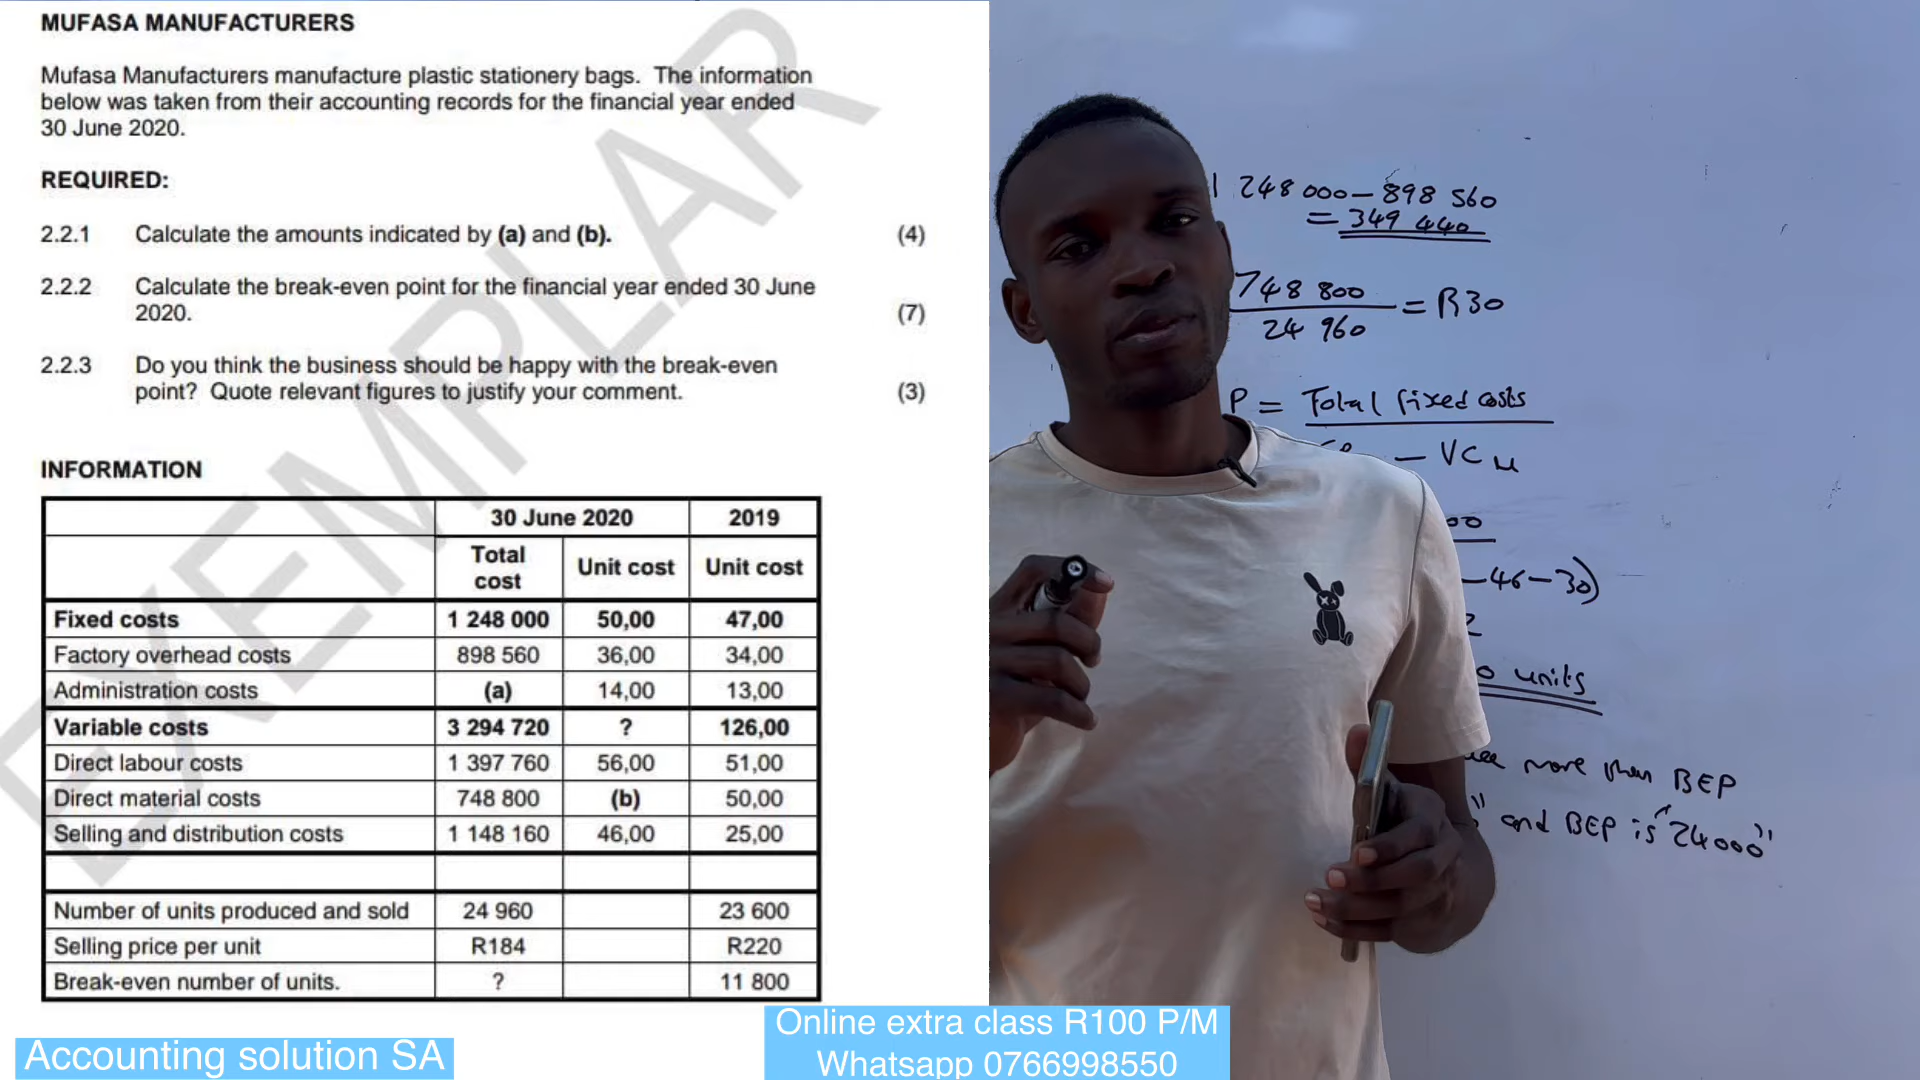 MUFASA MANUFACTURERS
Mufasa Manufacturers manufacture plastic stationery bags. The information
below was taken from their accounting records for the financial year ended
30 June 2020.
REQUIRED:
2.2.1 Calculate the amounts indicated by (a) and (b). (4)
2.2.2 Calculate the break-even point for the financial year ended 30 June
2020. (7)
2.2.3 Do you think the business should be happy with the break-even
point? Quote relevant figures to justify your comment. (3)
INFORMATION
30 June 2020 2019
Total
cost Unit cost Unit cost
Fixed costs 1 248 000 50,00 47,00
Factory overhead costs 898 560 36,00 34,00
Administration costs (a) 14,00 13,00
Variable costs 3 294 720 ? 126,00
Direct labour costs 1 397 760 56,00 51,00
Direct material costs 748 800 (b) 50,00
Selling and distribution costs 1 148 160 46,00 25,00
Number of units produced and sold 24 960 23 600
Selling price per unit R184 R220
Break-even number of units. ? 11 800
EXEMPLAR
1 248 000 – 898 560
= 349 440
748 800
24 960
= R30
P = Total fixed costs
– VC u
00
–46–30)
2
0 units
more than BEP
" and BEP is "24000"
Accounting solution SA
Online extra class R100 P/M
Whatsapp 0766998550